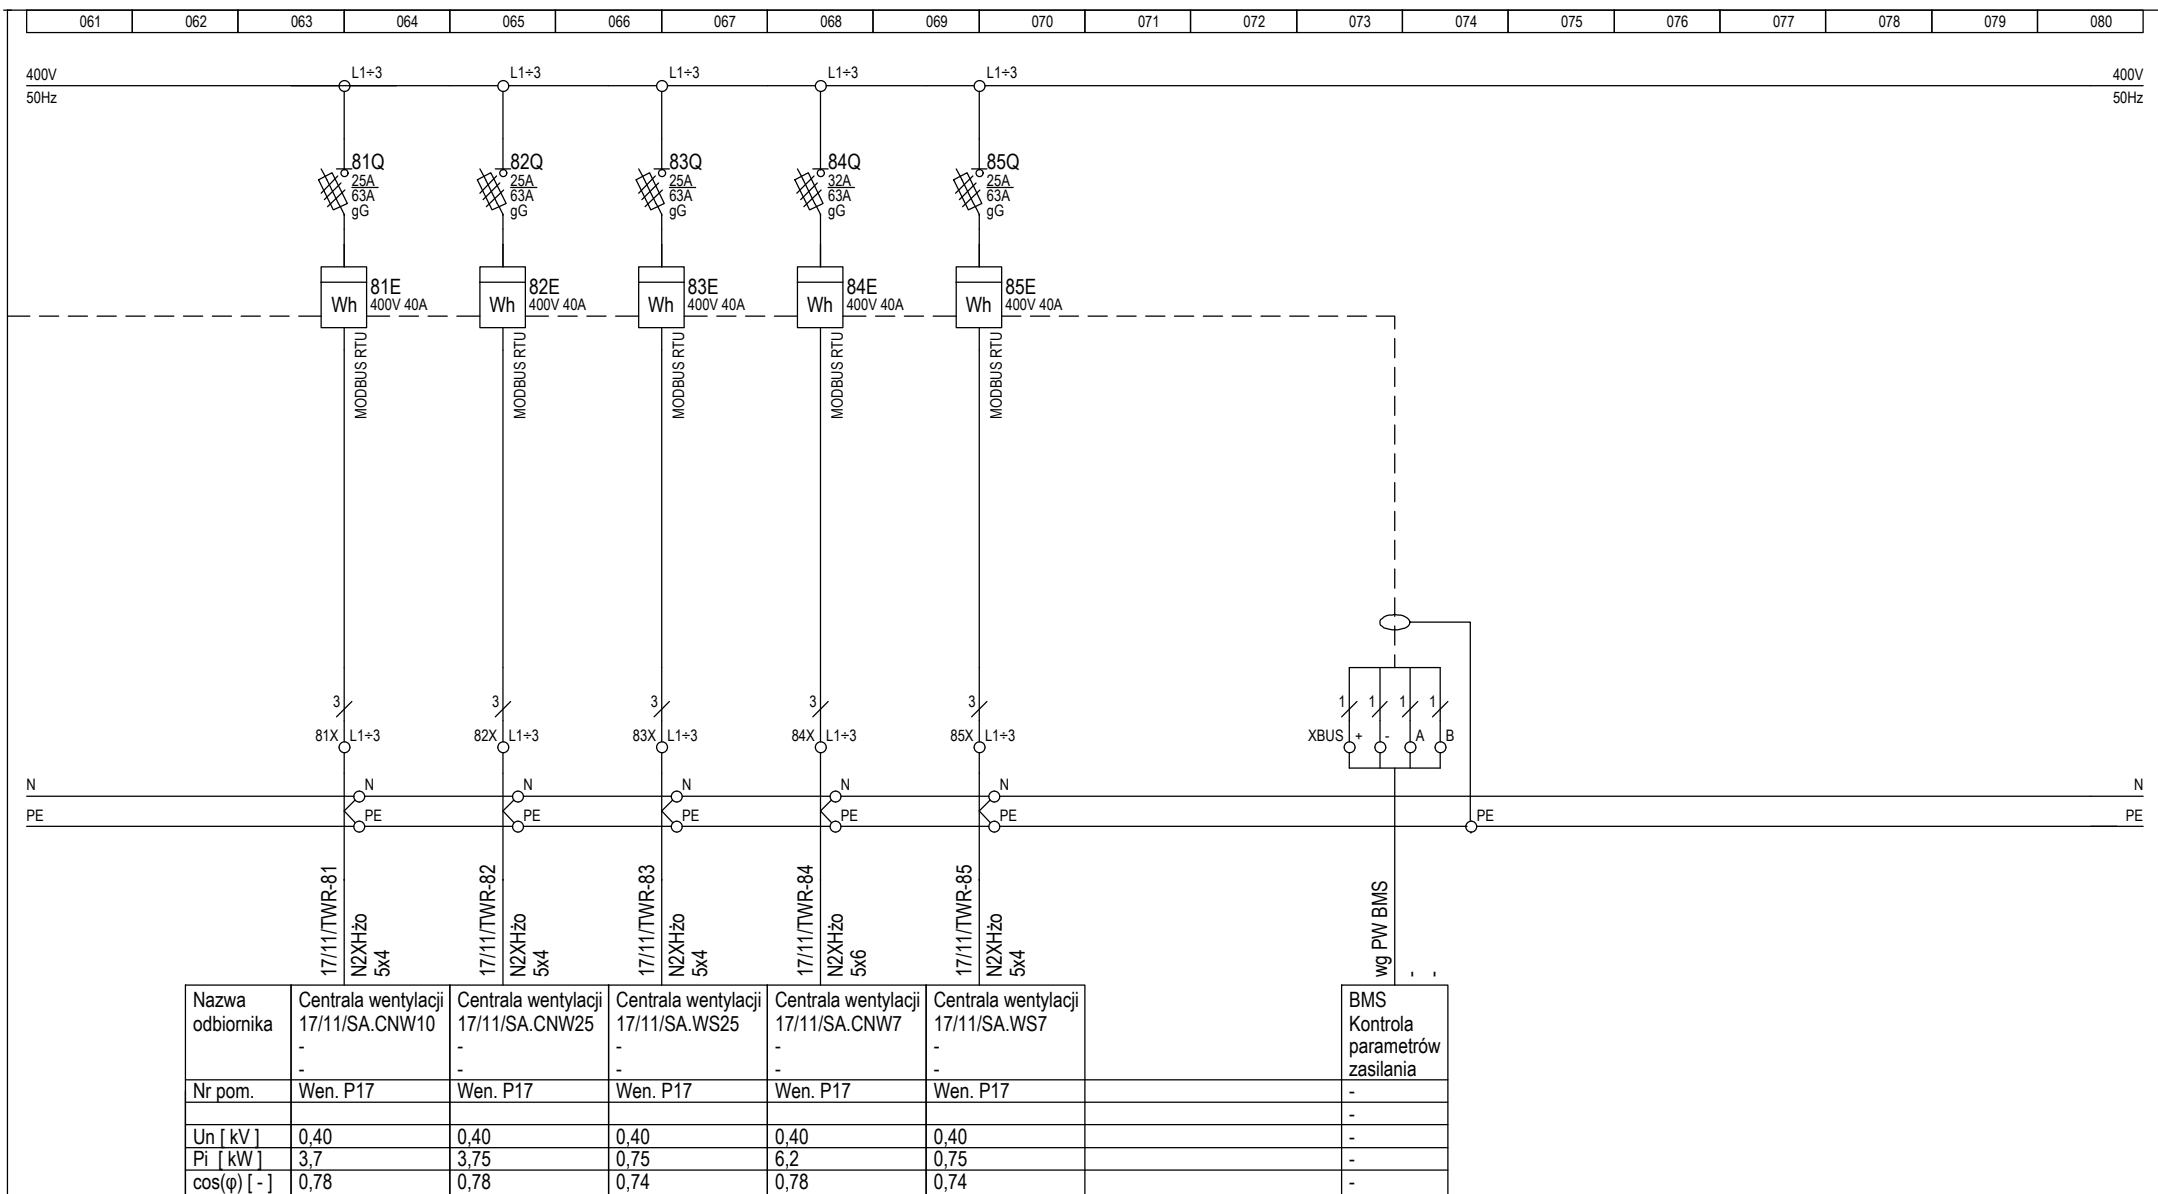 061 062 063 064 065 066 067 068 069 070 071 072 073 074 075 076 077 078 079 080
400V L1÷3 L1÷3 L1÷3 L1÷3 L1÷3 400V
50Hz 50Hz
81Q 82Q 83Q 84Q 85Q
25A 25A 25A 32A 25A
63A 63A 63A 63A 63A
gG gG gG gG gG
81E 82E 83E 84E 85E
Wh 400V 40A Wh 400V 40A Wh 400V 40A Wh 400V 40A Wh 400V 40A
MODBUS RTU MODBUS RTU MODBUS RTU MODBUS RTU MODBUS RTU
3 3 3 3 3 1 1 1 1
81X L1÷3 82X L1÷3 83X L1÷3 84X L1÷3 85X L1÷3 XBUS + - A B
N N N N N N N
PE PE PE PE PE PE PE PE
17/11/TWR-81 17/11/TWR-82 17/11/TWR-83 17/11/TWR-84 17/11/TWR-85 wg PW BMS
N2XHżo N2XHżo N2XHżo N2XHżo N2XHżo -
5x4 5x4 5x4 5x6 5x4 -
Nazwa Centrala wentylacji Centrala wentylacji Centrala wentylacji Centrala wentylacji Centrala wentylacji BMS
odbiornika 17/11/SA.CNW10 17/11/SA.CNW25 17/11/SA.WS25 17/11/SA.CNW7 17/11/SA.WS7 Kontrola
- - - - - parametrów
- - - - - zasilania
Nr pom. Wen. P17 Wen. P17 Wen. P17 Wen. P17 Wen. P17 -
-
Un [ kV ] 0,40 0,40 0,40 0,40 0,40 -
Pi [ kW ] 3,7 3,75 0,75 6,2 0,75 -
cos(φ) [ - ] 0,78 0,78 0,74 0,78 0,74 -